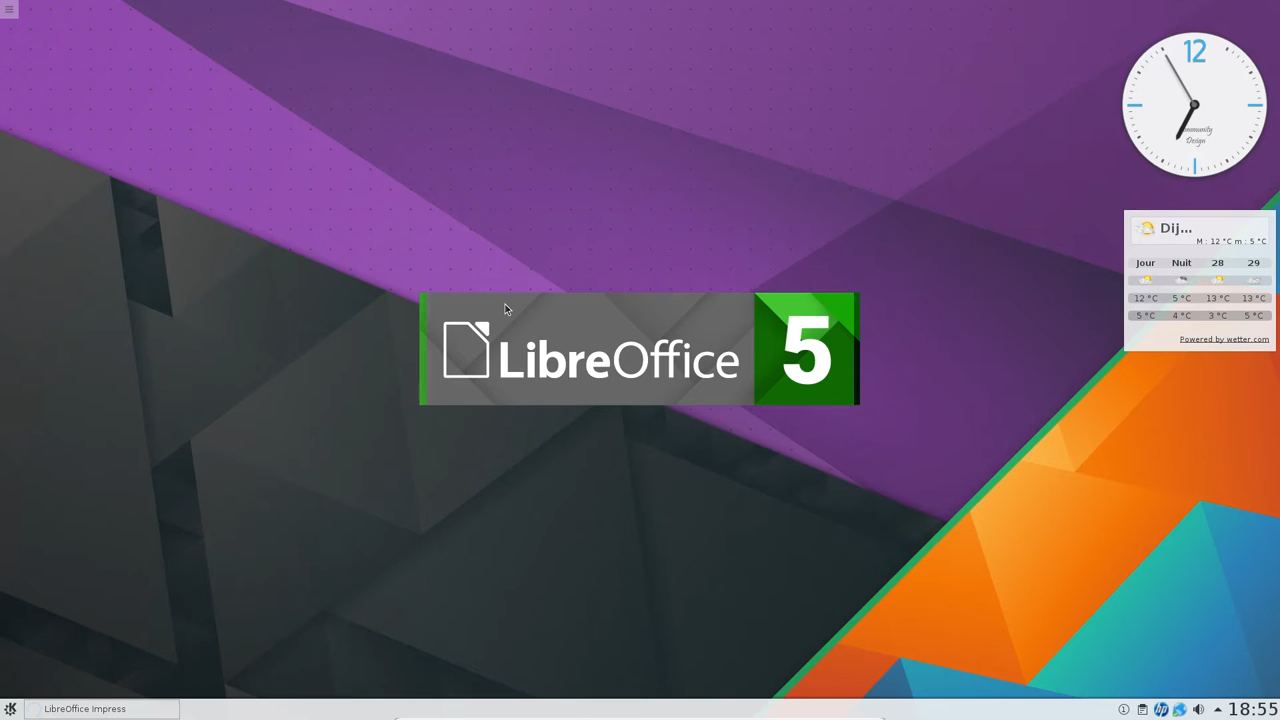 12
Community
Design
Dij...
M : 12 °C m : 5 °C
Jour Nuit 28 29
12 °C 5 °C 13 °C 13 °C
5 °C 4 °C 3 °C 5 °C
Powered by wetter.com
LibreOffice 5
LibreOffice Impress
18:55